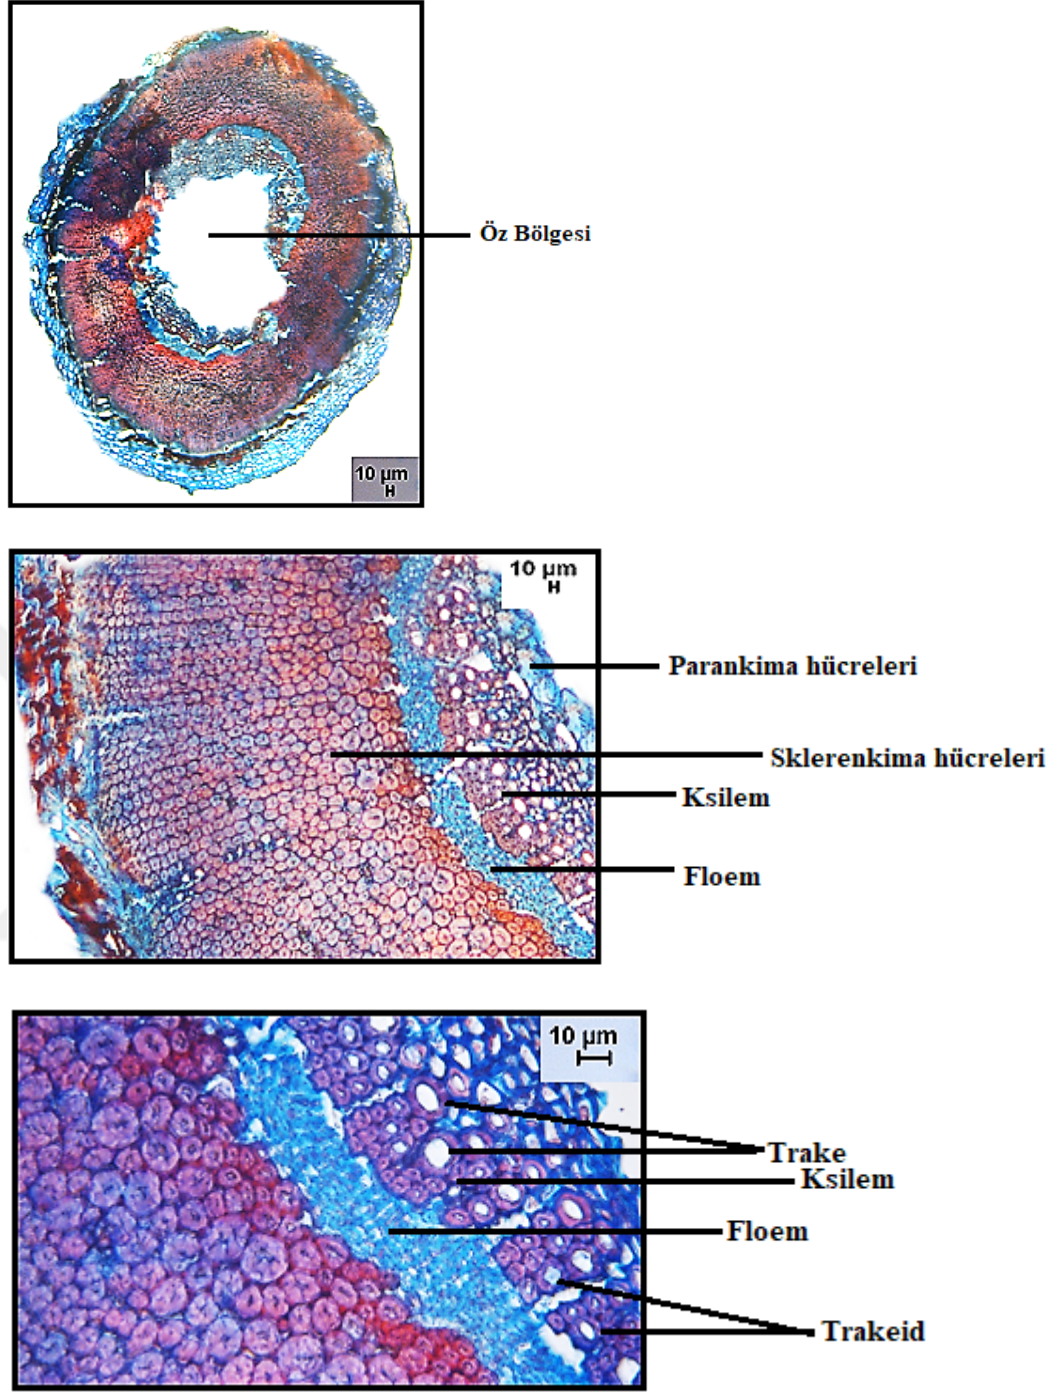 Öz Bölgesi
10 µm
10 µm
Parankima hücreleri
Sklerenkima hücreleri
Ksilem
Floem
10 µm
Trake
Ksilem
Floem
Trakeid